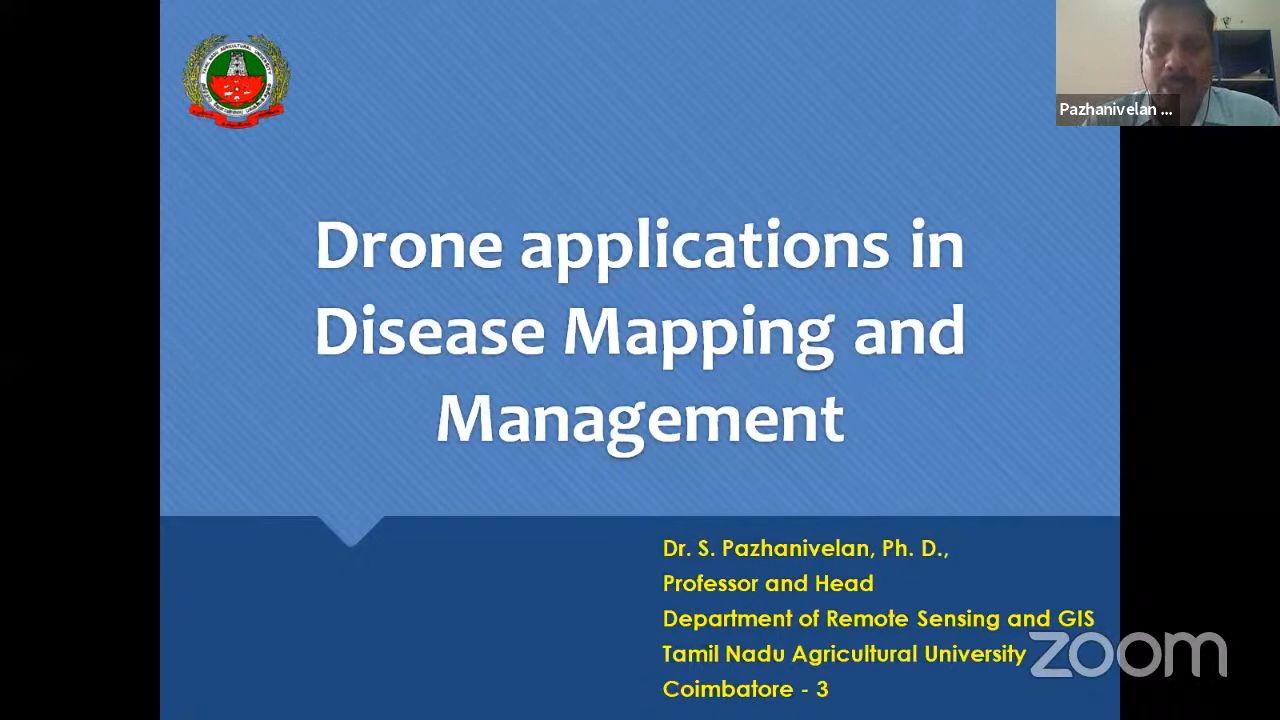 Pazhanivelan ...
Drone applications in
Disease Mapping and
Management
Dr. S. Pazhanivelan, Ph. D.,
Professor and Head
Department of Remote Sensing and GIS
Tamil Nadu Agricultural University
Coimbatore - 3
zoom